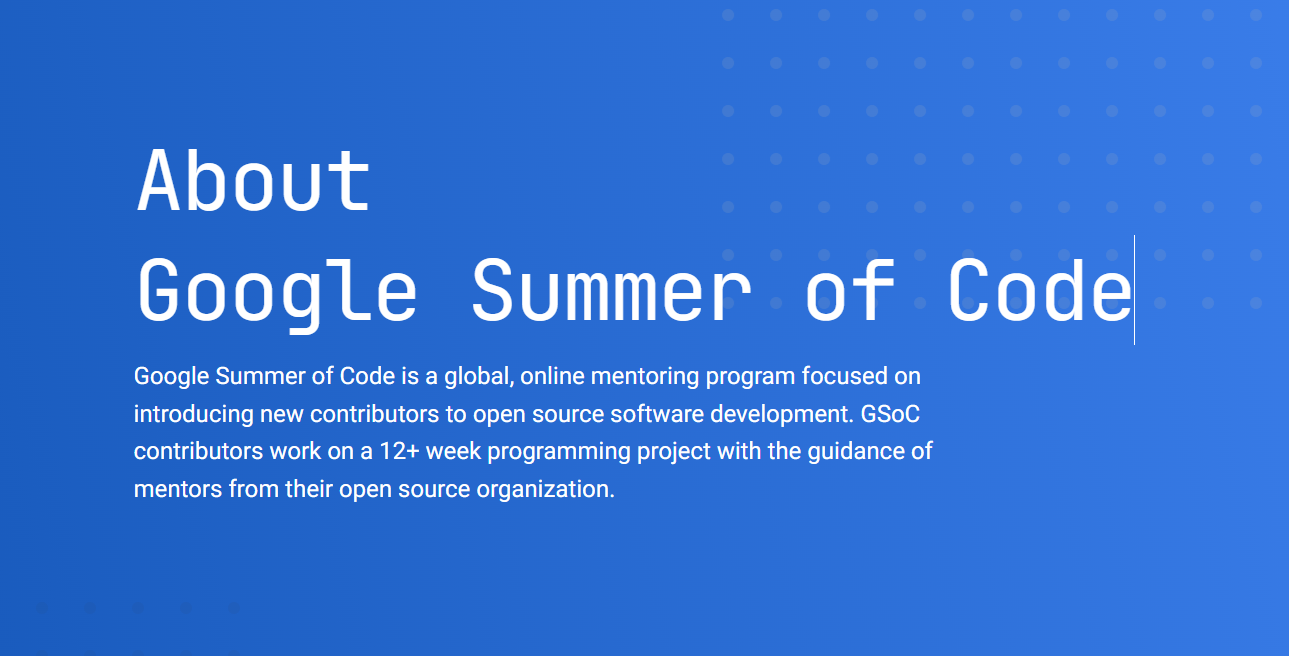 About
Google Summer of Code
Google Summer of Code is a global, online mentoring program focused on
introducing new contributors to open source software development. GSoC
contributors work on a 12+ week programming project with the guidance of
mentors from their open source organization.